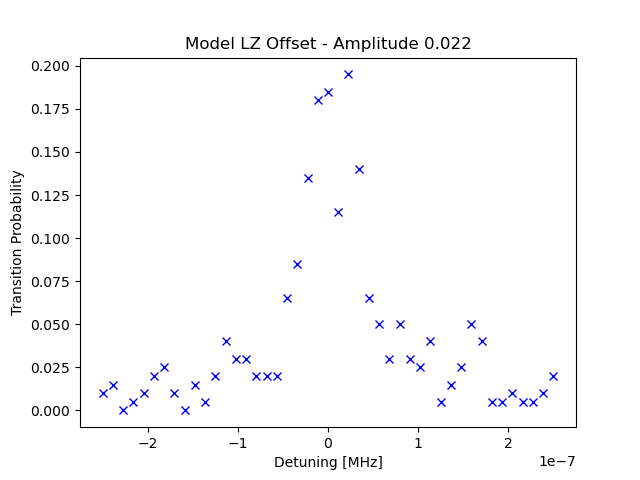 Model LZ Offset - Amplitude 0.022
0.200
0.175
0.150
0.125
0.100
0.075
0.050
0.025
0.000
Transition Probability
−2 −1 0 1 2
1e−7
Detuning [MHz]